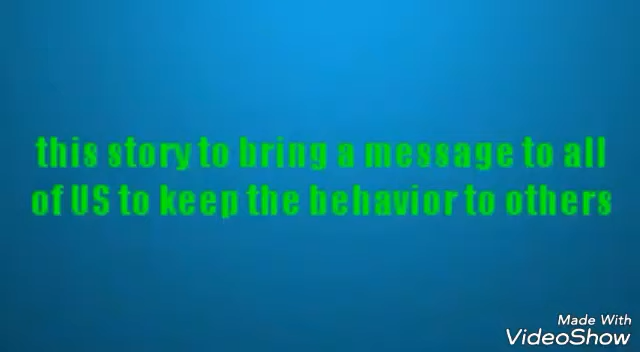 this story to bring a message to all
of US to keep the behavior to others
Made With
VideoShow